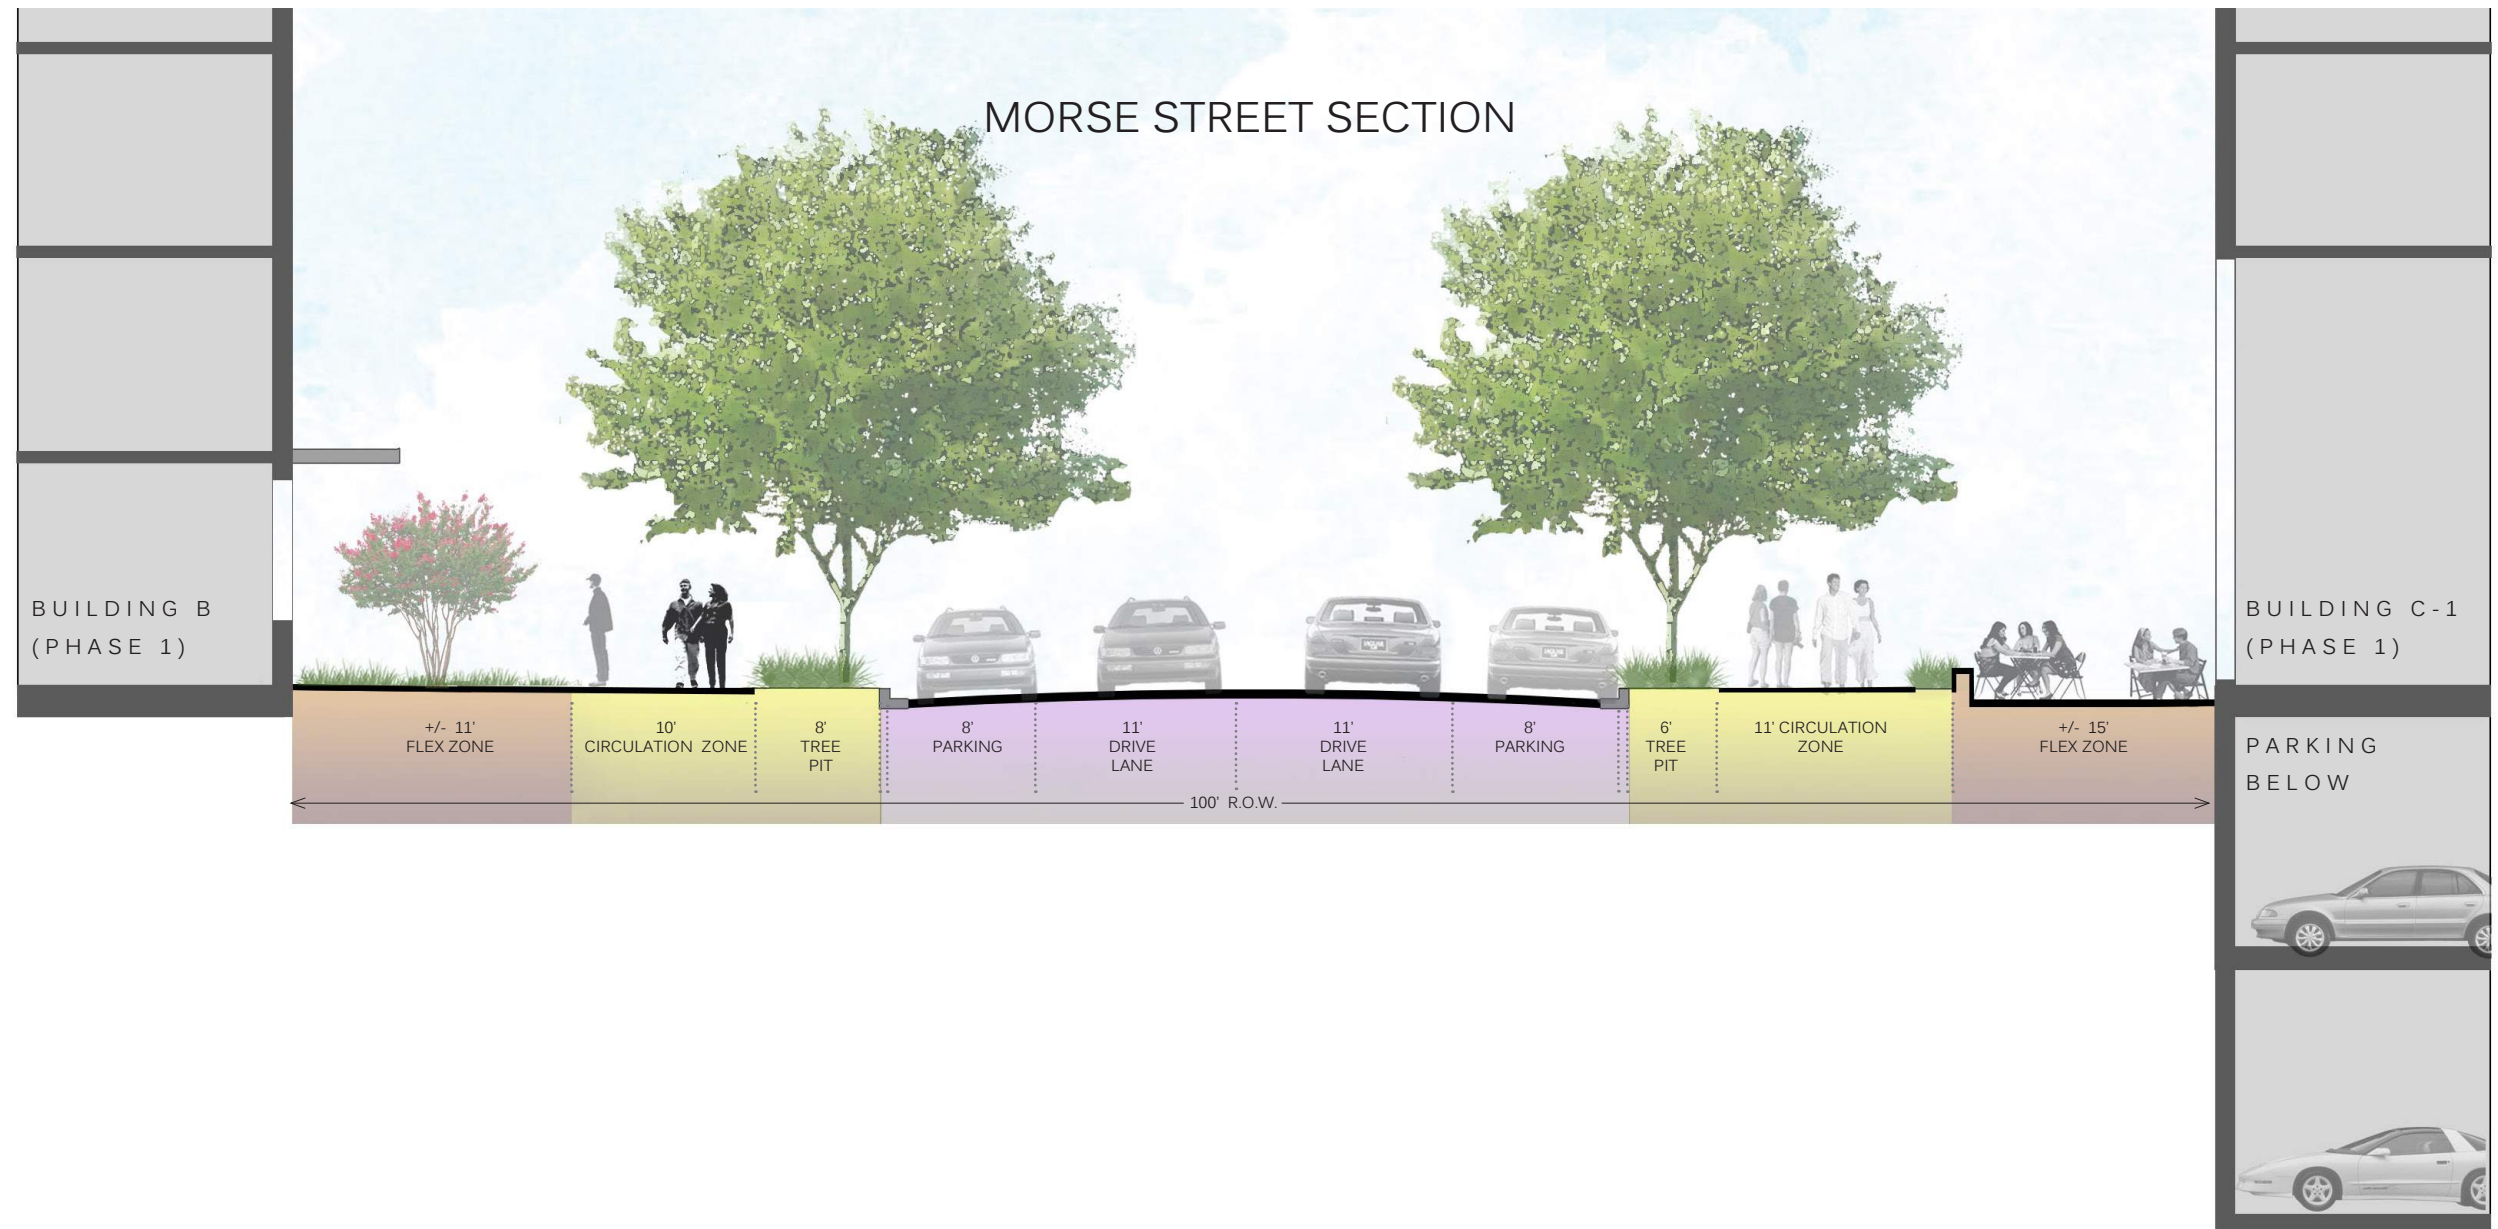 MORSE STREET SECTION
BUILDING B
(PHASE 1)
BUILDING C-1
(PHASE 1)
+/- 11'
FLEX ZONE
10'
CIRCULATION ZONE
8'
TREE
PIT
8'
PARKING
11'
DRIVE
LANE
11'
DRIVE
LANE
8'
PARKING
6'
TREE
PIT
11' CIRCULATION
ZONE
+/- 15'
FLEX ZONE
PARKING
BELOW
100' R.O.W.